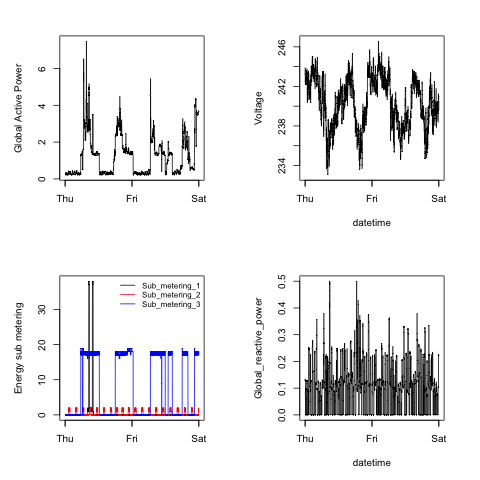 Global Active Power
6
4
2
0
Thu Fri Sat
Voltage
246
242
238
234
Thu Fri Sat
datetime
Energy sub metering
30
20
10
0
Sub_metering_1
Sub_metering_2
Sub_metering_3
Thu Fri Sat
Global_reactive_power
0.5
0.4
0.3
0.2
0.1
0.0
Thu Fri Sat
datetime